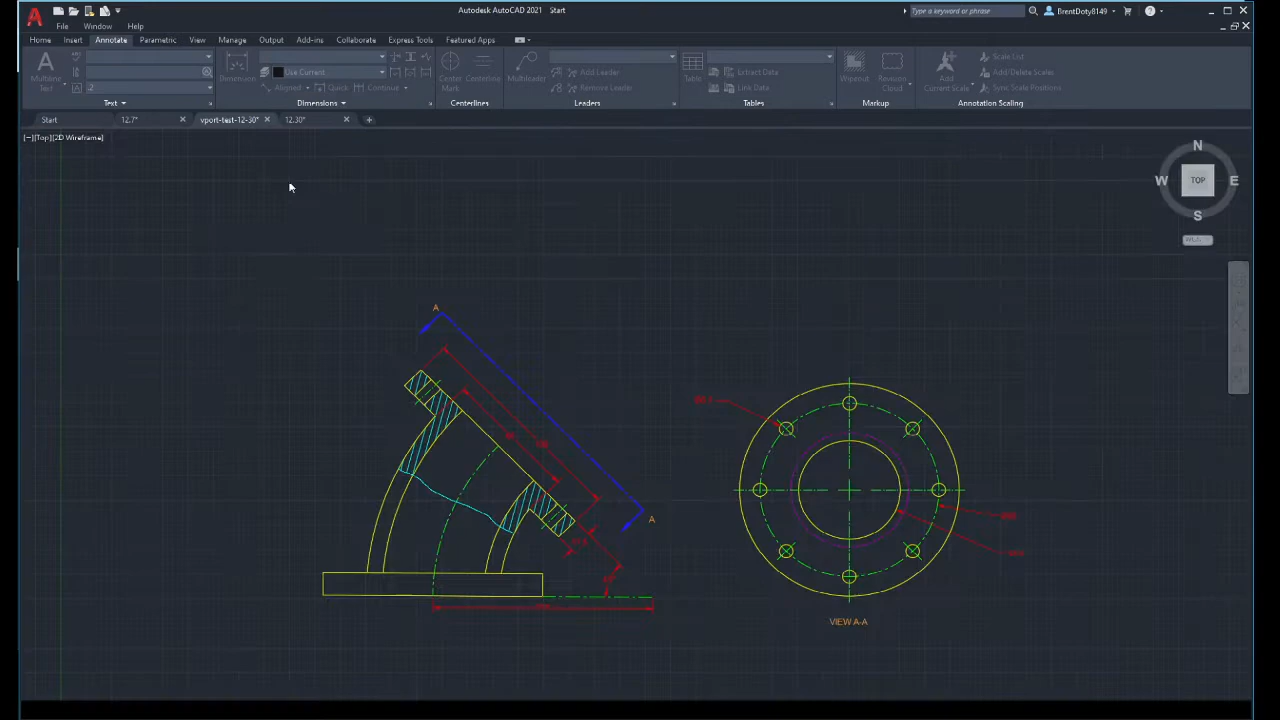 Autodesk AutoCAD 2021 Start
Type a keyword or phrase
BrentDoty8149
File Window Help
Home Insert Annotate Parametric View Manage Output Add-ins Collaborate Express Tools Featured Apps
Multiline Text
.2
Text
Dimension
Use Current
Aligned Quick Continue
Dimensions
Center Mark
Centerline
Centerlines
Multileader
Add Leader
Remove Leader
Leaders
Table
Extract Data
Link Data
Tables
Wipeout
Revision Cloud
Markup
Add Current Scale
Scale List
Add/Delete Scales
Sync Scale Positions
Annotation Scaling
Start 12.7* vport-test-12-30* 12.30*
[−][Top][2D Wireframe]
N
W TOP E
S
A
A
VIEW A-A